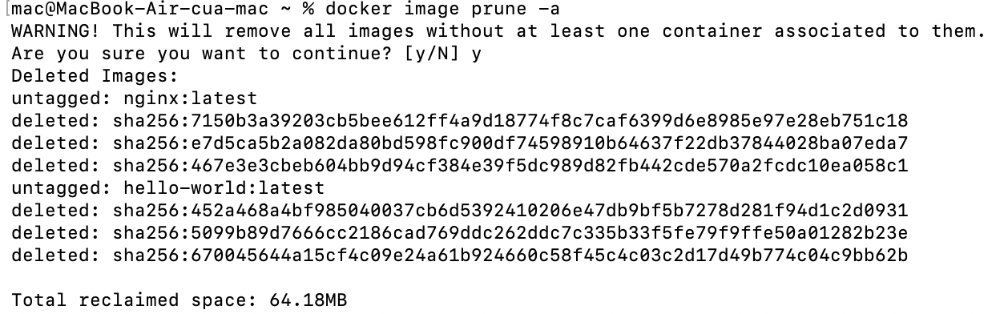 [mac@MacBook-Air-cua-mac ~ % docker image prune -a
WARNING! This will remove all images without at least one container associated to them.
Are you sure you want to continue? [y/N] y
Deleted Images:
untagged: nginx:latest
deleted: sha256:7150b3a39203cb5bee612ff4a9d18774f8c7caf6399d6e8985e97e28eb751c18
deleted: sha256:e7d5ca5b2a082da80bd598fc900df74598910b64637f22db37844028ba07eda7
deleted: sha256:467e3e3cbeb604bb9d94cf384e39f5dc989d82fb442cde570a2fcdc10ea058c1
untagged: hello-world:latest
deleted: sha256:452a468a4bf985040037cb6d5392410206e47db9bf5b7278d281f94d1c2d0931
deleted: sha256:5099b89d7666cc2186cad769ddc262ddc7c335b33f5fe79f9ffe50a01282b23e
deleted: sha256:670045644a15cf4c09e24a61b924660c58f45c4c03c2d17d49b774c04c9bb62b
Total reclaimed space: 64.18MB